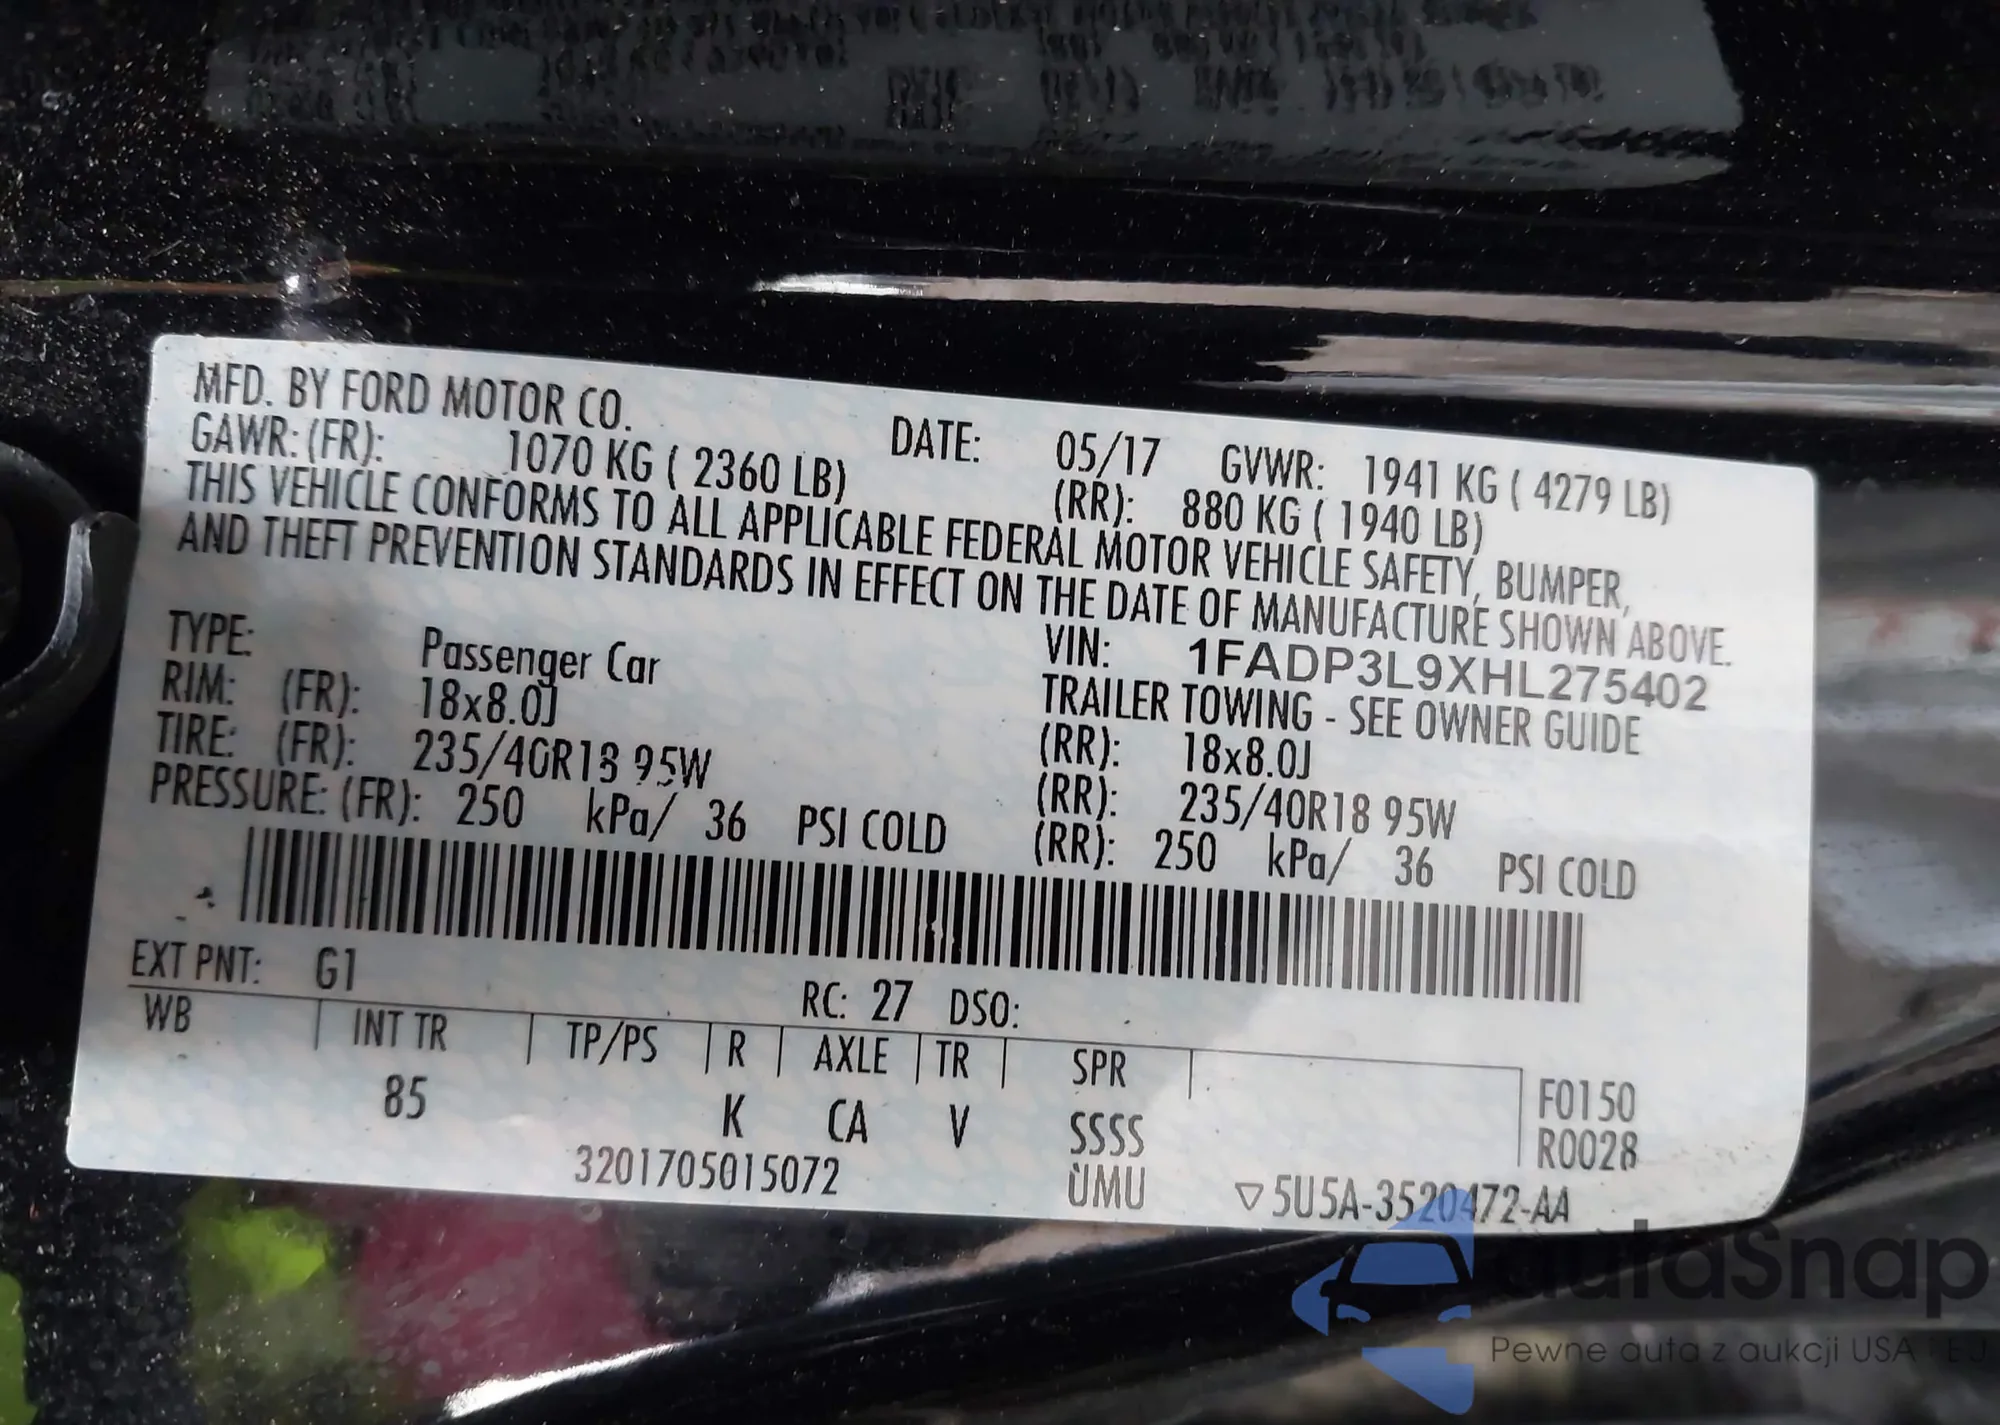 MFD. BY FORD MOTOR CO. DATE: 05/17 GVWR: 1941 KG ( 4279 LB)
GAWR: (FR): 1070 KG ( 2360 LB) (RR): 880 KG ( 1940 LB)
THIS VEHICLE CONFORMS TO ALL APPLICABLE FEDERAL MOTOR VEHICLE SAFETY, BUMPER,
AND THEFT PREVENTION STANDARDS IN EFFECT ON THE DATE OF MANUFACTURE SHOWN ABOVE.
VIN: 1FADP3L9XHL275402
TYPE: Passenger Car TRAILER TOWING - SEE OWNER GUIDE
RIM: (FR): 18x8.0J (RR): 18x8.0J
TIRE: (FR): 235/40R18 95W (RR): 235/40R18 95W
PRESSURE: (FR): 250 kPa/ 36 PSI COLD (RR): 250 kPa/ 36 PSI COLD
EXT PNT: G1 RC: 27 DSO:
WB INT TR TP/PS R AXLE TR SPR F0150
85 K CA V SSSS R0028
3201705015072 UMU ▽5U5A-3520472-AA
autoSnap
Pewne auta z aukcji USA i EU